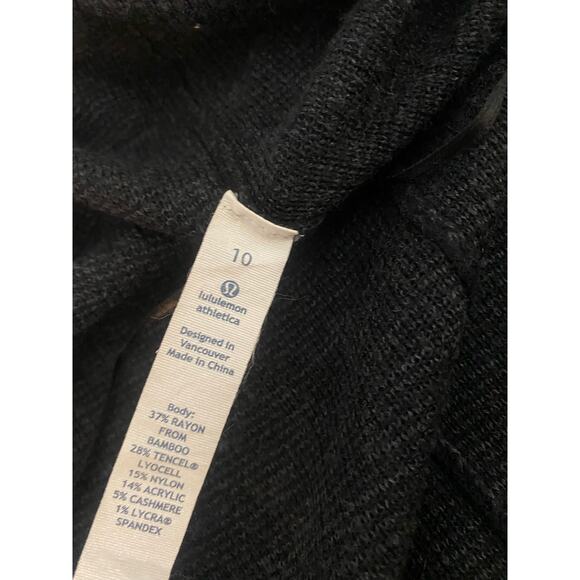 10
lululemon
athletica
Designed in
Vancouver
Made in China
Body:
37% RAYON
FROM
BAMBOO
28% TENCEL®
LYOCELL
15% NYLON
14% ACRYLIC
5% CASHMERE
1% LYCRA®
SPANDEX